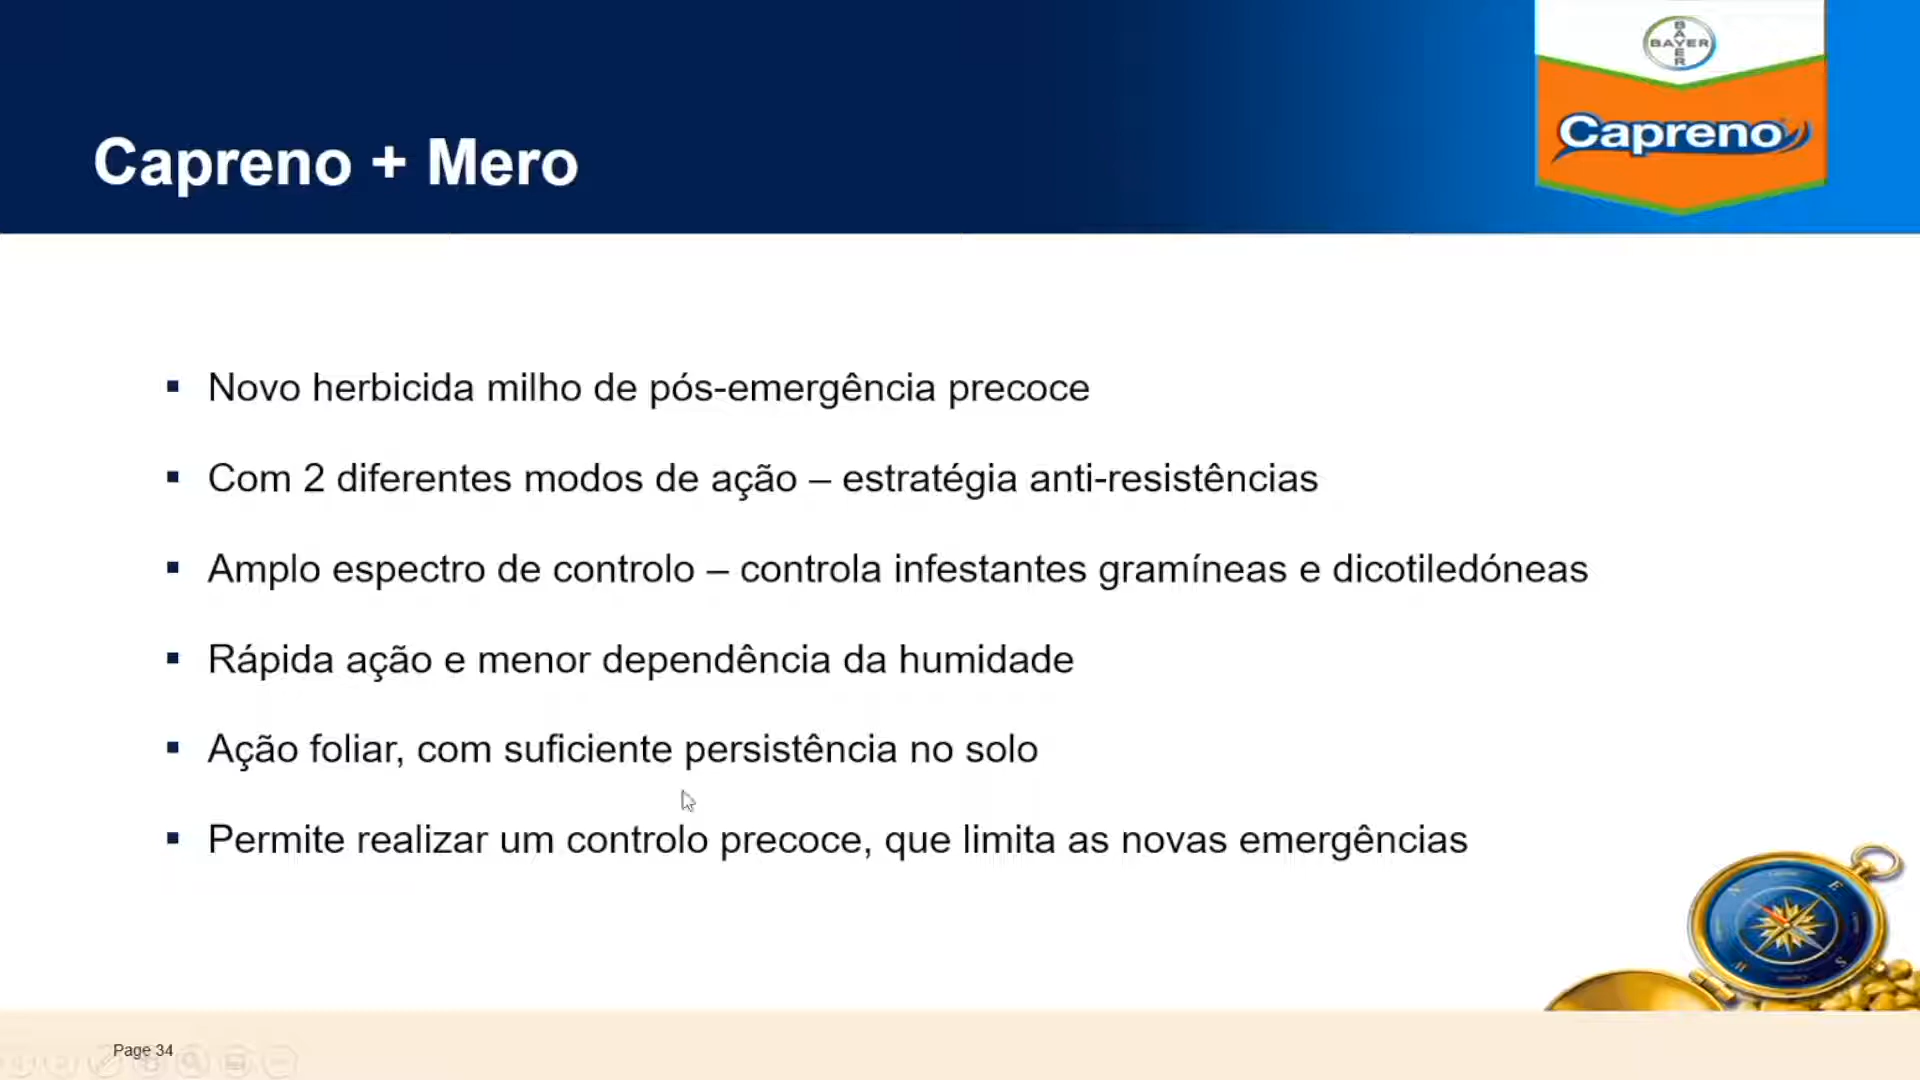 BAYER
BAYER
Capreno
Capreno + Mero
Novo herbicida milho de pós-emergência precoce
Com 2 diferentes modos de ação – estratégia anti-resistências
Amplo espectro de controlo – controla infestantes gramíneas e dicotiledóneas
Rápida ação e menor dependência da humidade
Ação foliar, com suficiente persistência no solo
Permite realizar um controlo precoce, que limita as novas emergências
N
E
W
S
Page 34